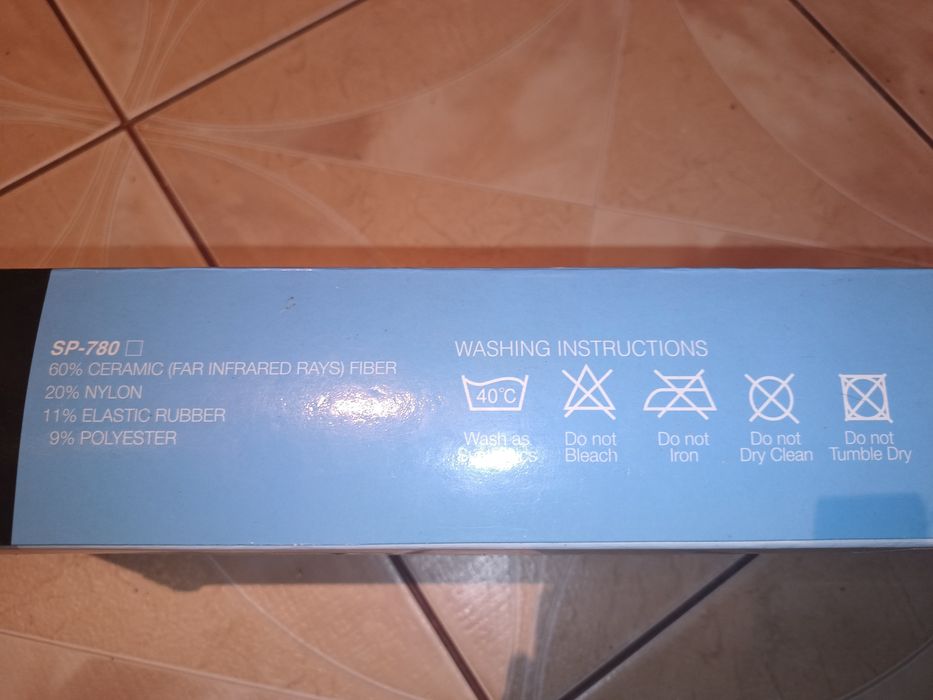 SP-780
60% CERAMIC (FAR INFRARED RAYS) FIBER
20% NYLON
11% ELASTIC RUBBER
9% POLYESTER
WASHING INSTRUCTIONS
40°C
Wash as
Do not
Bleach
Do not
Iron
Do not
Dry Clean
Do not
Tumble Dry